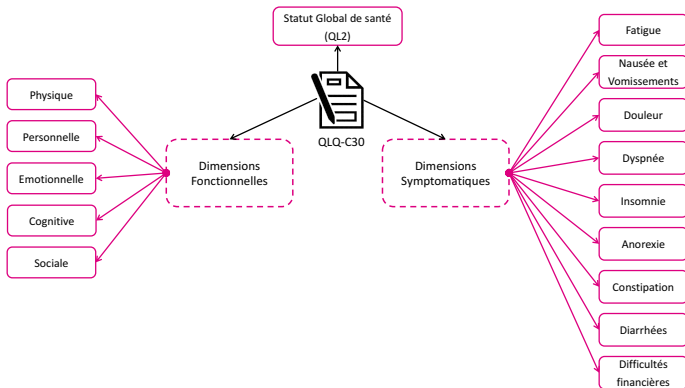 Statut Global de santé
(QL2)
QLQ-C30
Dimensions
Fonctionnelles
Physique
Personnelle
Emotionnelle
Cognitive
Sociale
Dimensions
Symptomatiques
Fatigue
Nausée et
Vomissements
Douleur
Dyspnée
Insomnie
Anorexie
Constipation
Diarrhées
Difficultés
financières